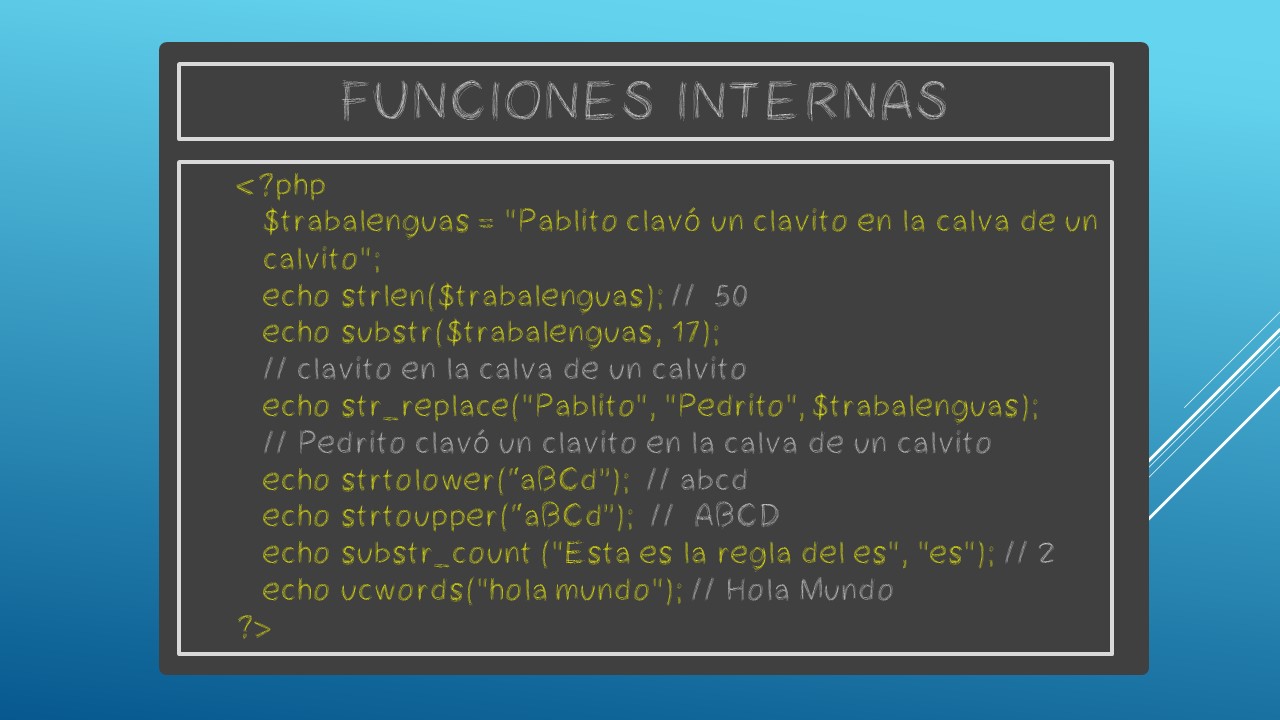 FUNCIONES INTERNAS
<?php
$trabalenguas = "Pablito clavó un clavito en la calva de un
calvito";
echo strlen($trabalenguas); // 50
echo substr($trabalenguas, 17);
// clavito en la calva de un calvito
echo str_replace("Pablito", "Pedrito", $trabalenguas);
// Pedrito clavó un clavito en la calva de un calvito
echo strtolower(“aBCd”); // abcd
echo strtoupper(“aBCd”); // ABCD
echo substr_count ("Esta es la regla del es", "es"); // 2
echo ucwords("hola mundo"); // Hola Mundo
?>